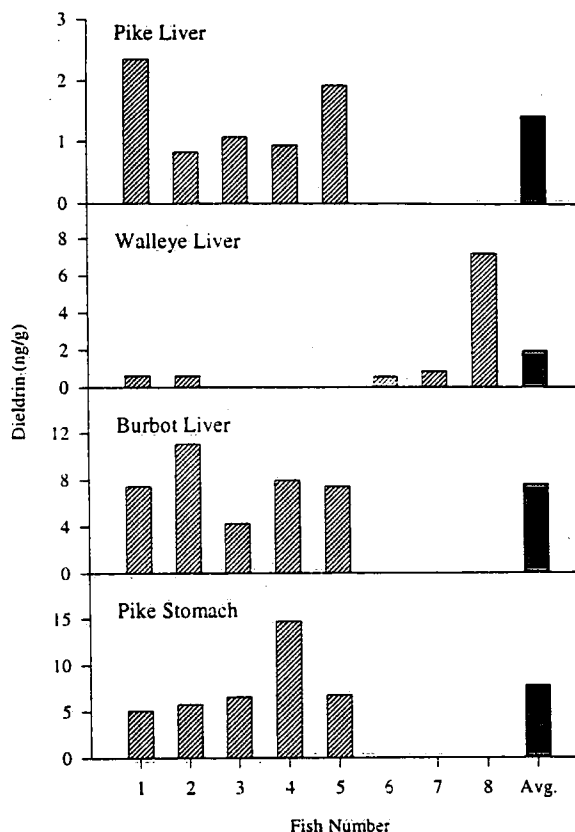 Pike Liver
3
2
1
0
Walleye Liver
8
6
4
2
0
Burbot Liver
12
8
4
0
Pike Stomach
15
10
5
0
Dieldrin (ng/g)
1 2 3 4 5 6 7 8 Avg.
Fish Number